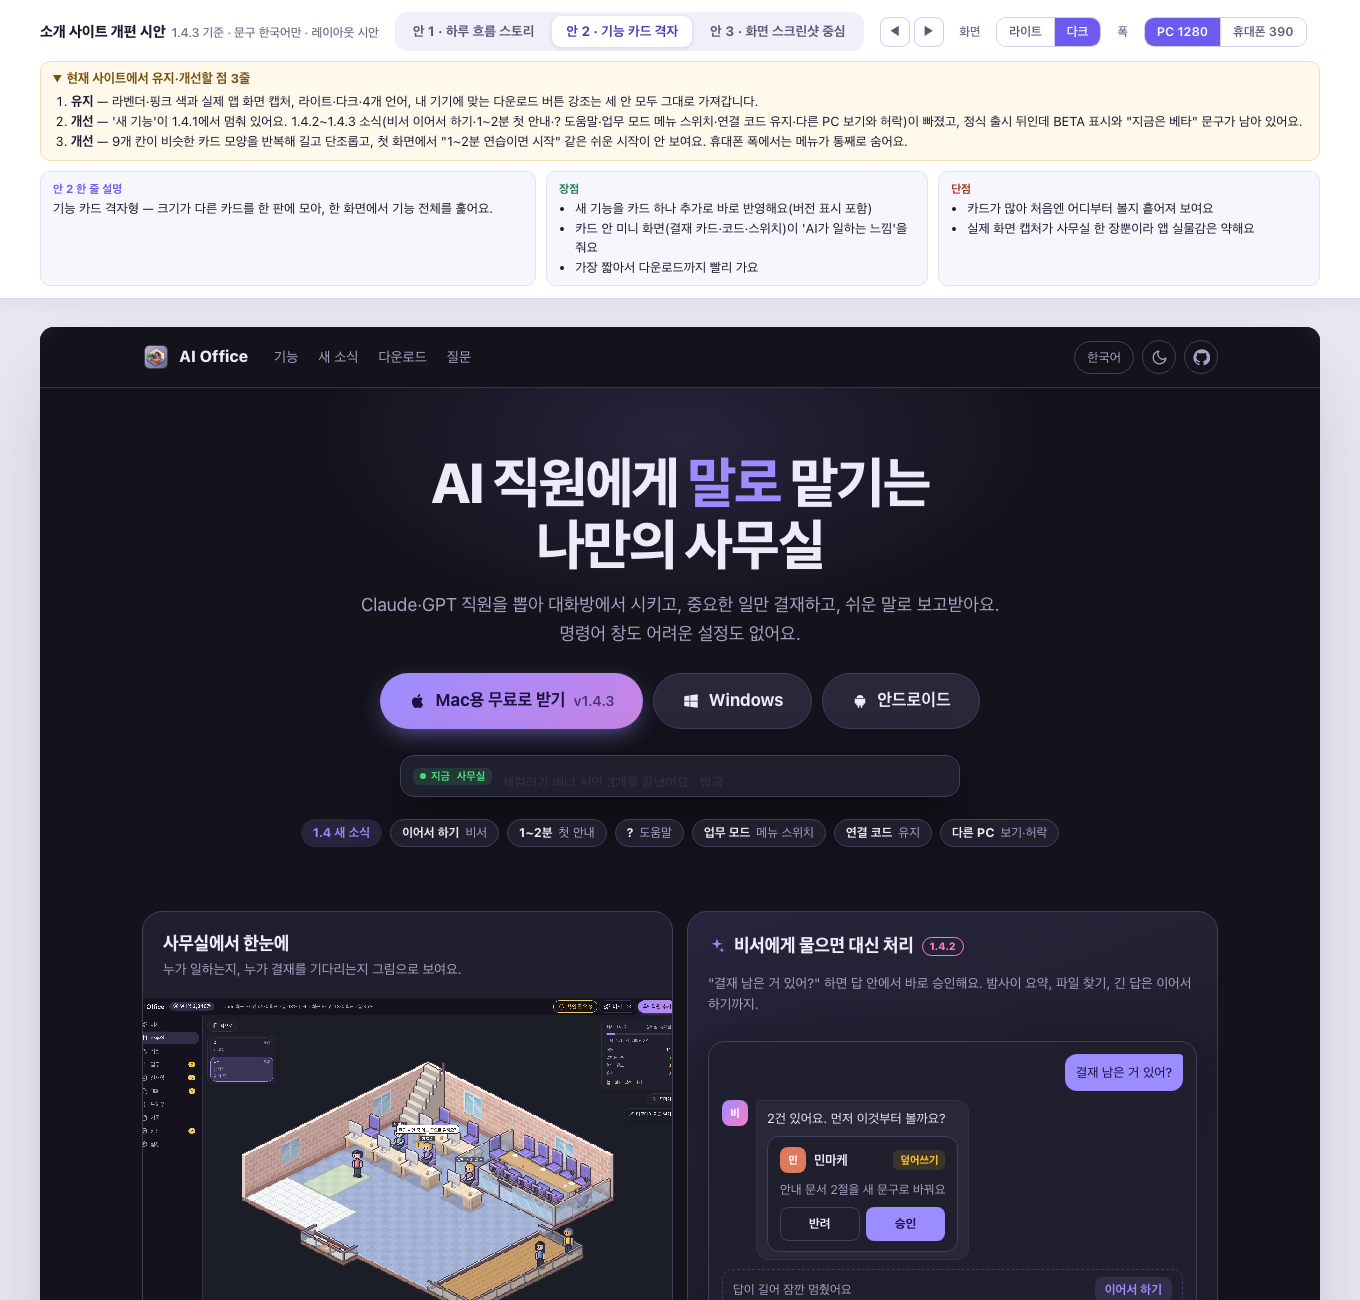 소개 사이트 개편 시안 1.4.3 기준 · 문구 한국어만 · 레이아웃 시안
안 1 · 하루 흐름 스토리
안 2 · 기능 카드 격자
안 3 · 화면 스크린샷 중심
◀
▶
화면
라이트
다크
폭
PC 1280
휴대폰 390
▼ 현재 사이트에서 유지·개선할 점 3줄
1. 유지 — 라벤더·핑크 색과 실제 앱 화면 캡처, 라이트·다크·4개 언어, 내 기기에 맞는 다운로드 버튼 강조는 세 안 모두 그대로 가져갑니다.
2. 개선 — '새 기능'이 1.4.1에서 멈춰 있어요. 1.4.2~1.4.3 소식(비서 이어서 하기·1~2분 첫 안내·? 도움말·업무 모드 메뉴 스위치·연결 코드 유지·다른 PC 보기와 허락)이 빠졌고, 정식 출시 뒤인데 BETA 표시와 "지금은 베타" 문구가 남아 있어요.
3. 개선 — 9개 칸이 비슷한 카드 모양을 반복해 길고 단조롭고, 첫 화면에서 "1~2분 연습이면 시작" 같은 쉬운 시작이 안 보여요. 휴대폰 폭에서는 메뉴가 통째로 숨어요.
안 2 한 줄 설명
기능 카드 격자형 — 크기가 다른 카드를 한 판에 모아, 한 화면에서 기능 전체를 훑어요.
장점
• 새 기능을 카드 하나 추가로 바로 반영해요(버전 표시 포함)
• 카드 안 미니 화면(결재 카드·코드·스위치)이 'AI가 일하는 느낌'을
줘요
• 가장 짧아서 다운로드까지 빨리 가요
단점
• 카드가 많아 처음엔 어디부터 볼지 흩어져 보여요
• 실제 화면 캡처가 사무실 한 장뿐이라 앱 실물감은 약해요
AI Office
기능
새 소식
다운로드
질문
한국어
AI 직원에게 말로 맡기는
나만의 사무실
Claude·GPT 직원을 뽑아 대화방에서 시키고, 중요한 일만 결재하고, 쉬운 말로 보고받아요.
명령어 창도 어려운 설정도 없어요.
Mac용 무료로 받기 v1.4.3
Windows
안드로이드
지금 사무실
1.4 새 소식
이어서 하기 비서
1~2분 첫 안내
? 도움말
업무 모드 메뉴 스위치
연결 코드 유지
다른 PC 보기·허락
사무실에서 한눈에
누가 일하는지, 누가 결재를 기다리는지 그림으로 보여요.
비서에게 물으면 대신 처리 1.4.2
"결재 남은 거 있어?" 하면 답 안에서 바로 승인해요. 밤사이 요약, 파일 찾기, 긴 답은 이어서
하기까지.
결재 남은 거 있어?
비
2건 있어요. 먼저 이것부터 볼까요?
민
민마케
덮어쓰기
안내 문서 2절을 새 문구로 바꿔요
반려
승인
답이 길어 잠깐 멈췄어요
이어서 하기